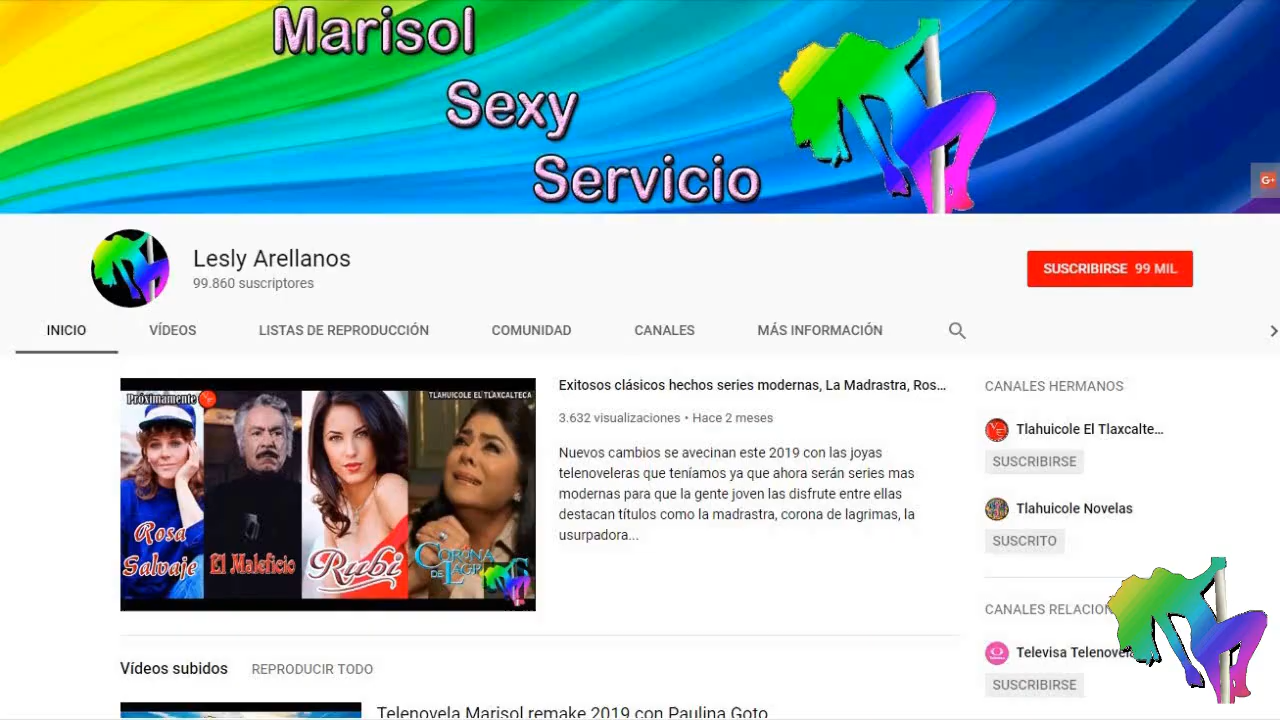 Marisol
Sexy
Servicio
G+
Lesly Arellanos
99.860 suscriptores
SUSCRIBIRSE 99 MIL
INICIO
VÍDEOS
LISTAS DE REPRODUCCIÓN
COMUNIDAD
CANALES
MÁS INFORMACIÓN
Próximamente
TLAHUICOLE EL TLAXCALTECA
Rosa
Salvaje
El Maleficio
Rubi
CORONA
DE
Exitosos clásicos hechos series modernas, La Madrastra, Ros...
3.632 visualizaciones • Hace 2 meses
Nuevos cambios se avecinan este 2019 con las joyas
telenoveleras que teníamos ya que ahora serán series mas
modernas para que la gente joven las disfrute entre ellas
destacan títulos como la madrastra, corona de lagrimas, la
usurpadora...
CANALES HERMANOS
Tlahuicole El Tlaxcalte...
SUSCRIBIRSE
Tlahuicole Novelas
SUSCRITO
CANALES
Televisa
SUSCRIBIRSE
Vídeos subidos
REPRODUCIR TODO
Telenovela Marisol remake 2019 con Paulina Goto